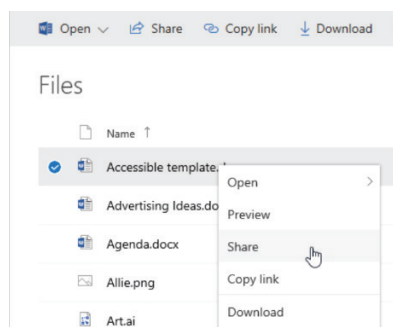 Open Share Copy link Download
Files
Name ↑
Accessible template.
Open
Advertising Ideas.do
Preview
Agenda.docx
Share
Allie.png
Copy link
Art.ai
Download